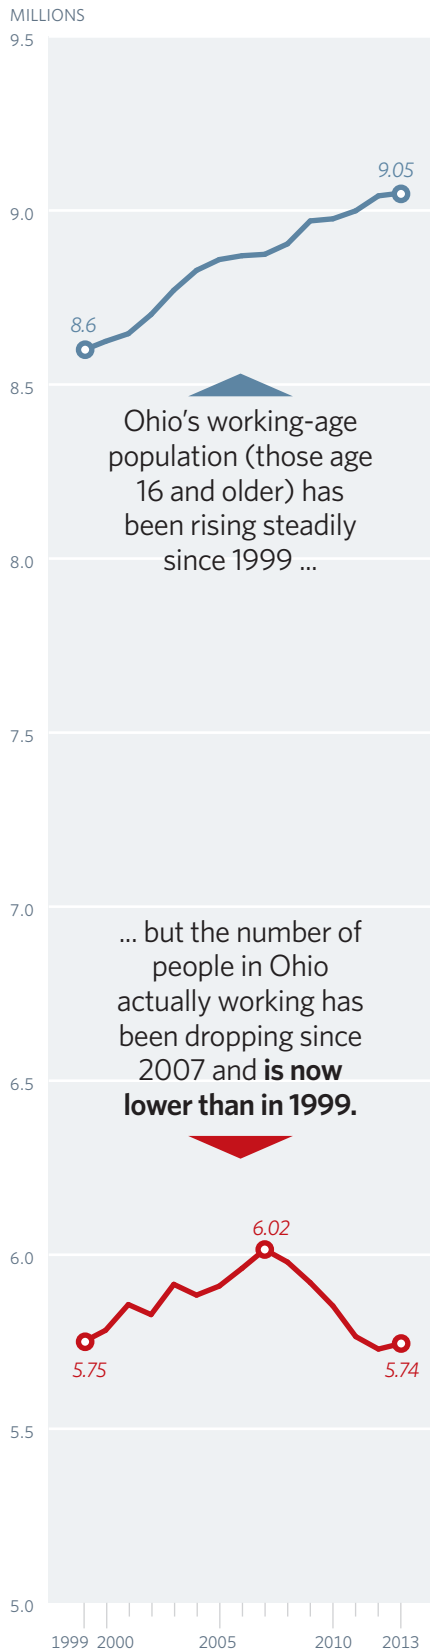 MILLIONS
9.5
9.05
9.0
8.6
8.5
Ohio’s working-age
population (those age
16 and older) has
been rising steadily
since 1999 ...
8.0
7.5
7.0
... but the number of
people in Ohio
actually working has
been dropping since
2007 and is now
6.5
lower than in 1999.
6.02
6.0
5.75
5.74
5.5
5.0
1999 2000 2005 2010 2013